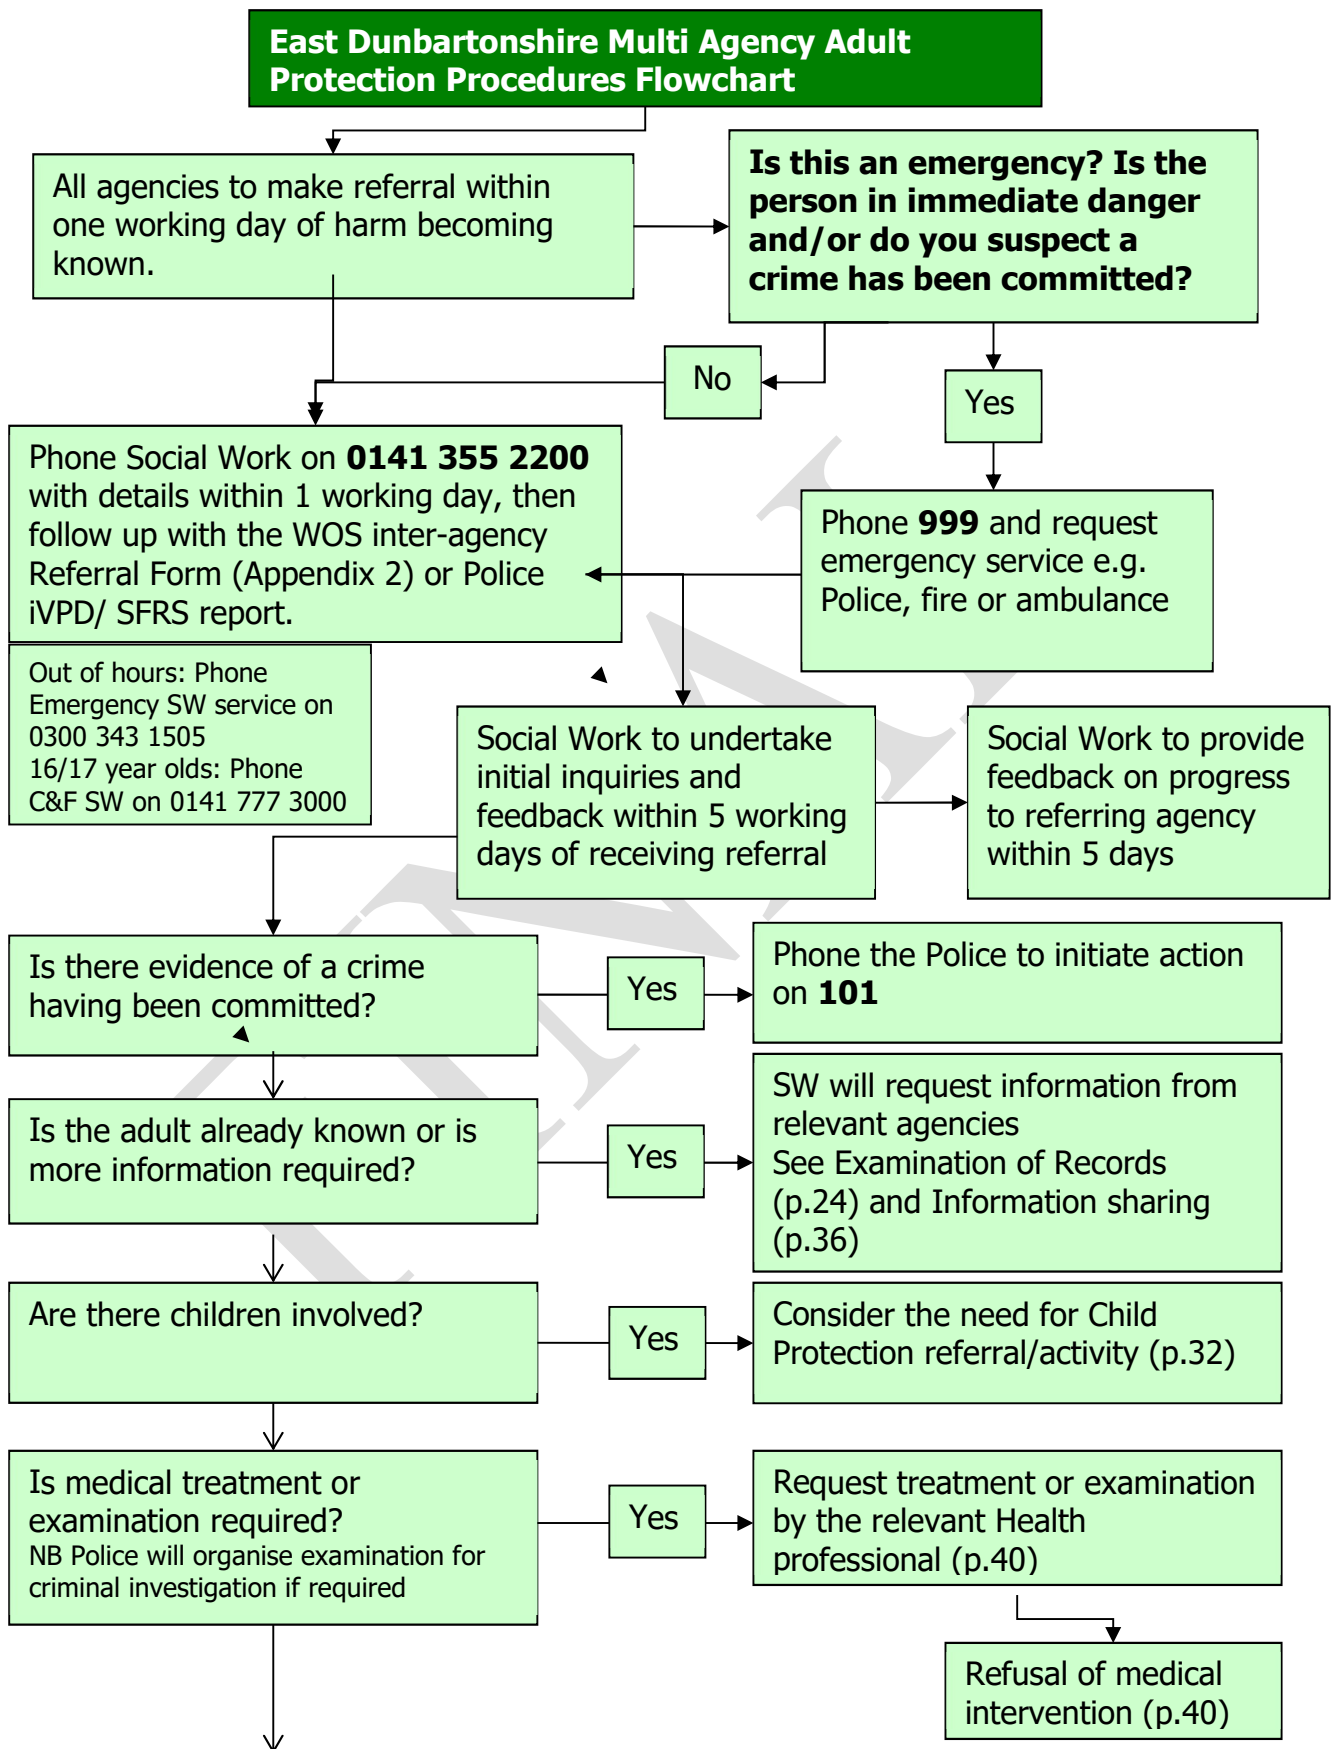 East Dunbartonshire Multi Agency Adult
Protection Procedures Flowchart
All agencies to make referral within
one working day of harm becoming
known.
Is this an emergency? Is the
person in immediate danger
and/or do you suspect a
crime has been committed?
No
Yes
Phone Social Work on 0141 355 2200
with details within 1 working day, then
follow up with the WOS inter-agency
Referral Form (Appendix 2) or Police
iVPD/ SFRS report.
Phone 999 and request
emergency service e.g.
Police, fire or ambulance
Out of hours: Phone
Emergency SW service on
0300 343 1505
16/17 year olds: Phone
C&F SW on 0141 777 3000
Social Work to undertake
initial inquiries and
feedback within 5 working
days of receiving referral
Social Work to provide
feedback on progress
to referring agency
within 5 days
Is there evidence of a crime
having been committed?
Yes
Phone the Police to initiate action
on 101
Is the adult already known or is
more information required?
Yes
SW will request information from
relevant agencies
See Examination of Records
(p.24) and Information sharing
(p.36)
Are there children involved?
Yes
Consider the need for Child
Protection referral/activity (p.32)
Is medical treatment or
examination required?
NB Police will organise examination for
criminal investigation if required
Yes
Request treatment or examination
by the relevant Health
professional (p.40)
Refusal of medical
intervention (p.40)